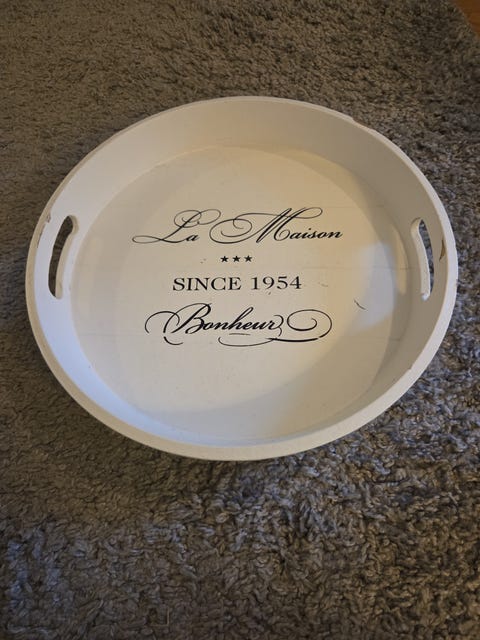 La Maison
★★★
SINCE 1954
Bonheur